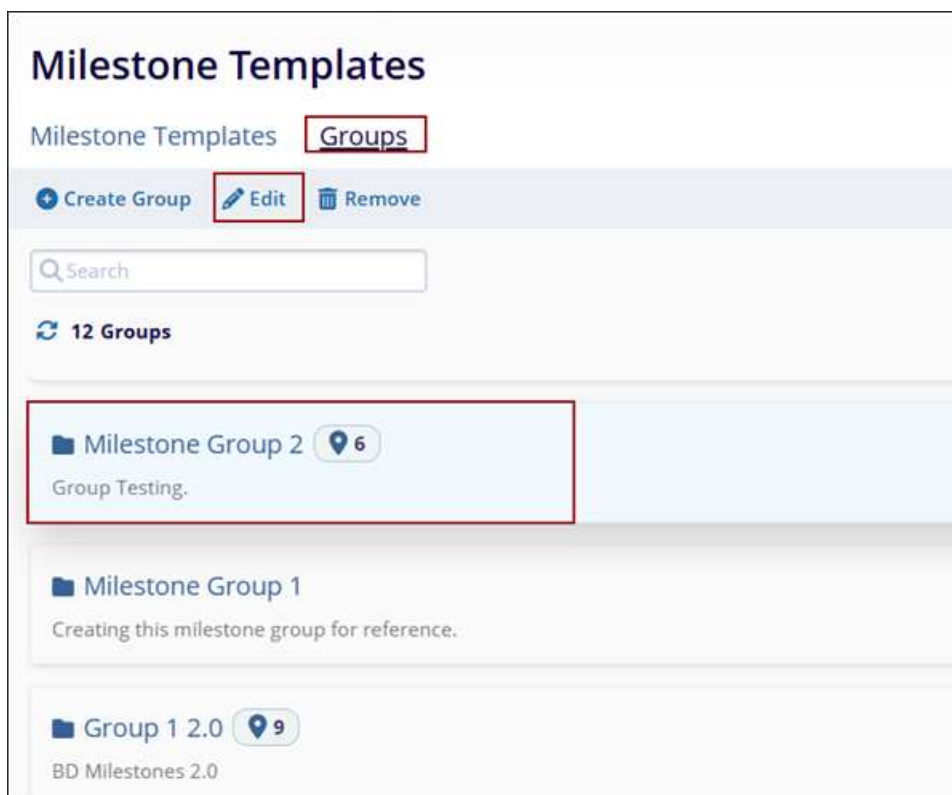 Milestone Templates
Milestone Templates Groups
Create Group Edit Remove
Search
12 Groups
Milestone Group 2 6
Group Testing.
Milestone Group 1
Creating this milestone group for reference.
Group 1 2.0 9
BD Milestones 2.0